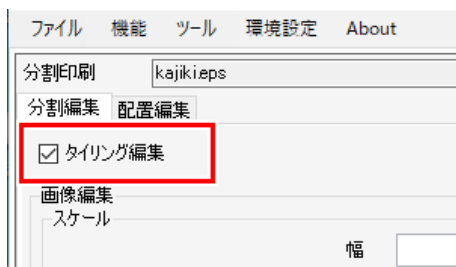 ファイル 機能 ツール 環境設定 About
分割印刷 kajiki.eps
分割編集 配置編集
タイリング編集
画像編集
スケール
幅